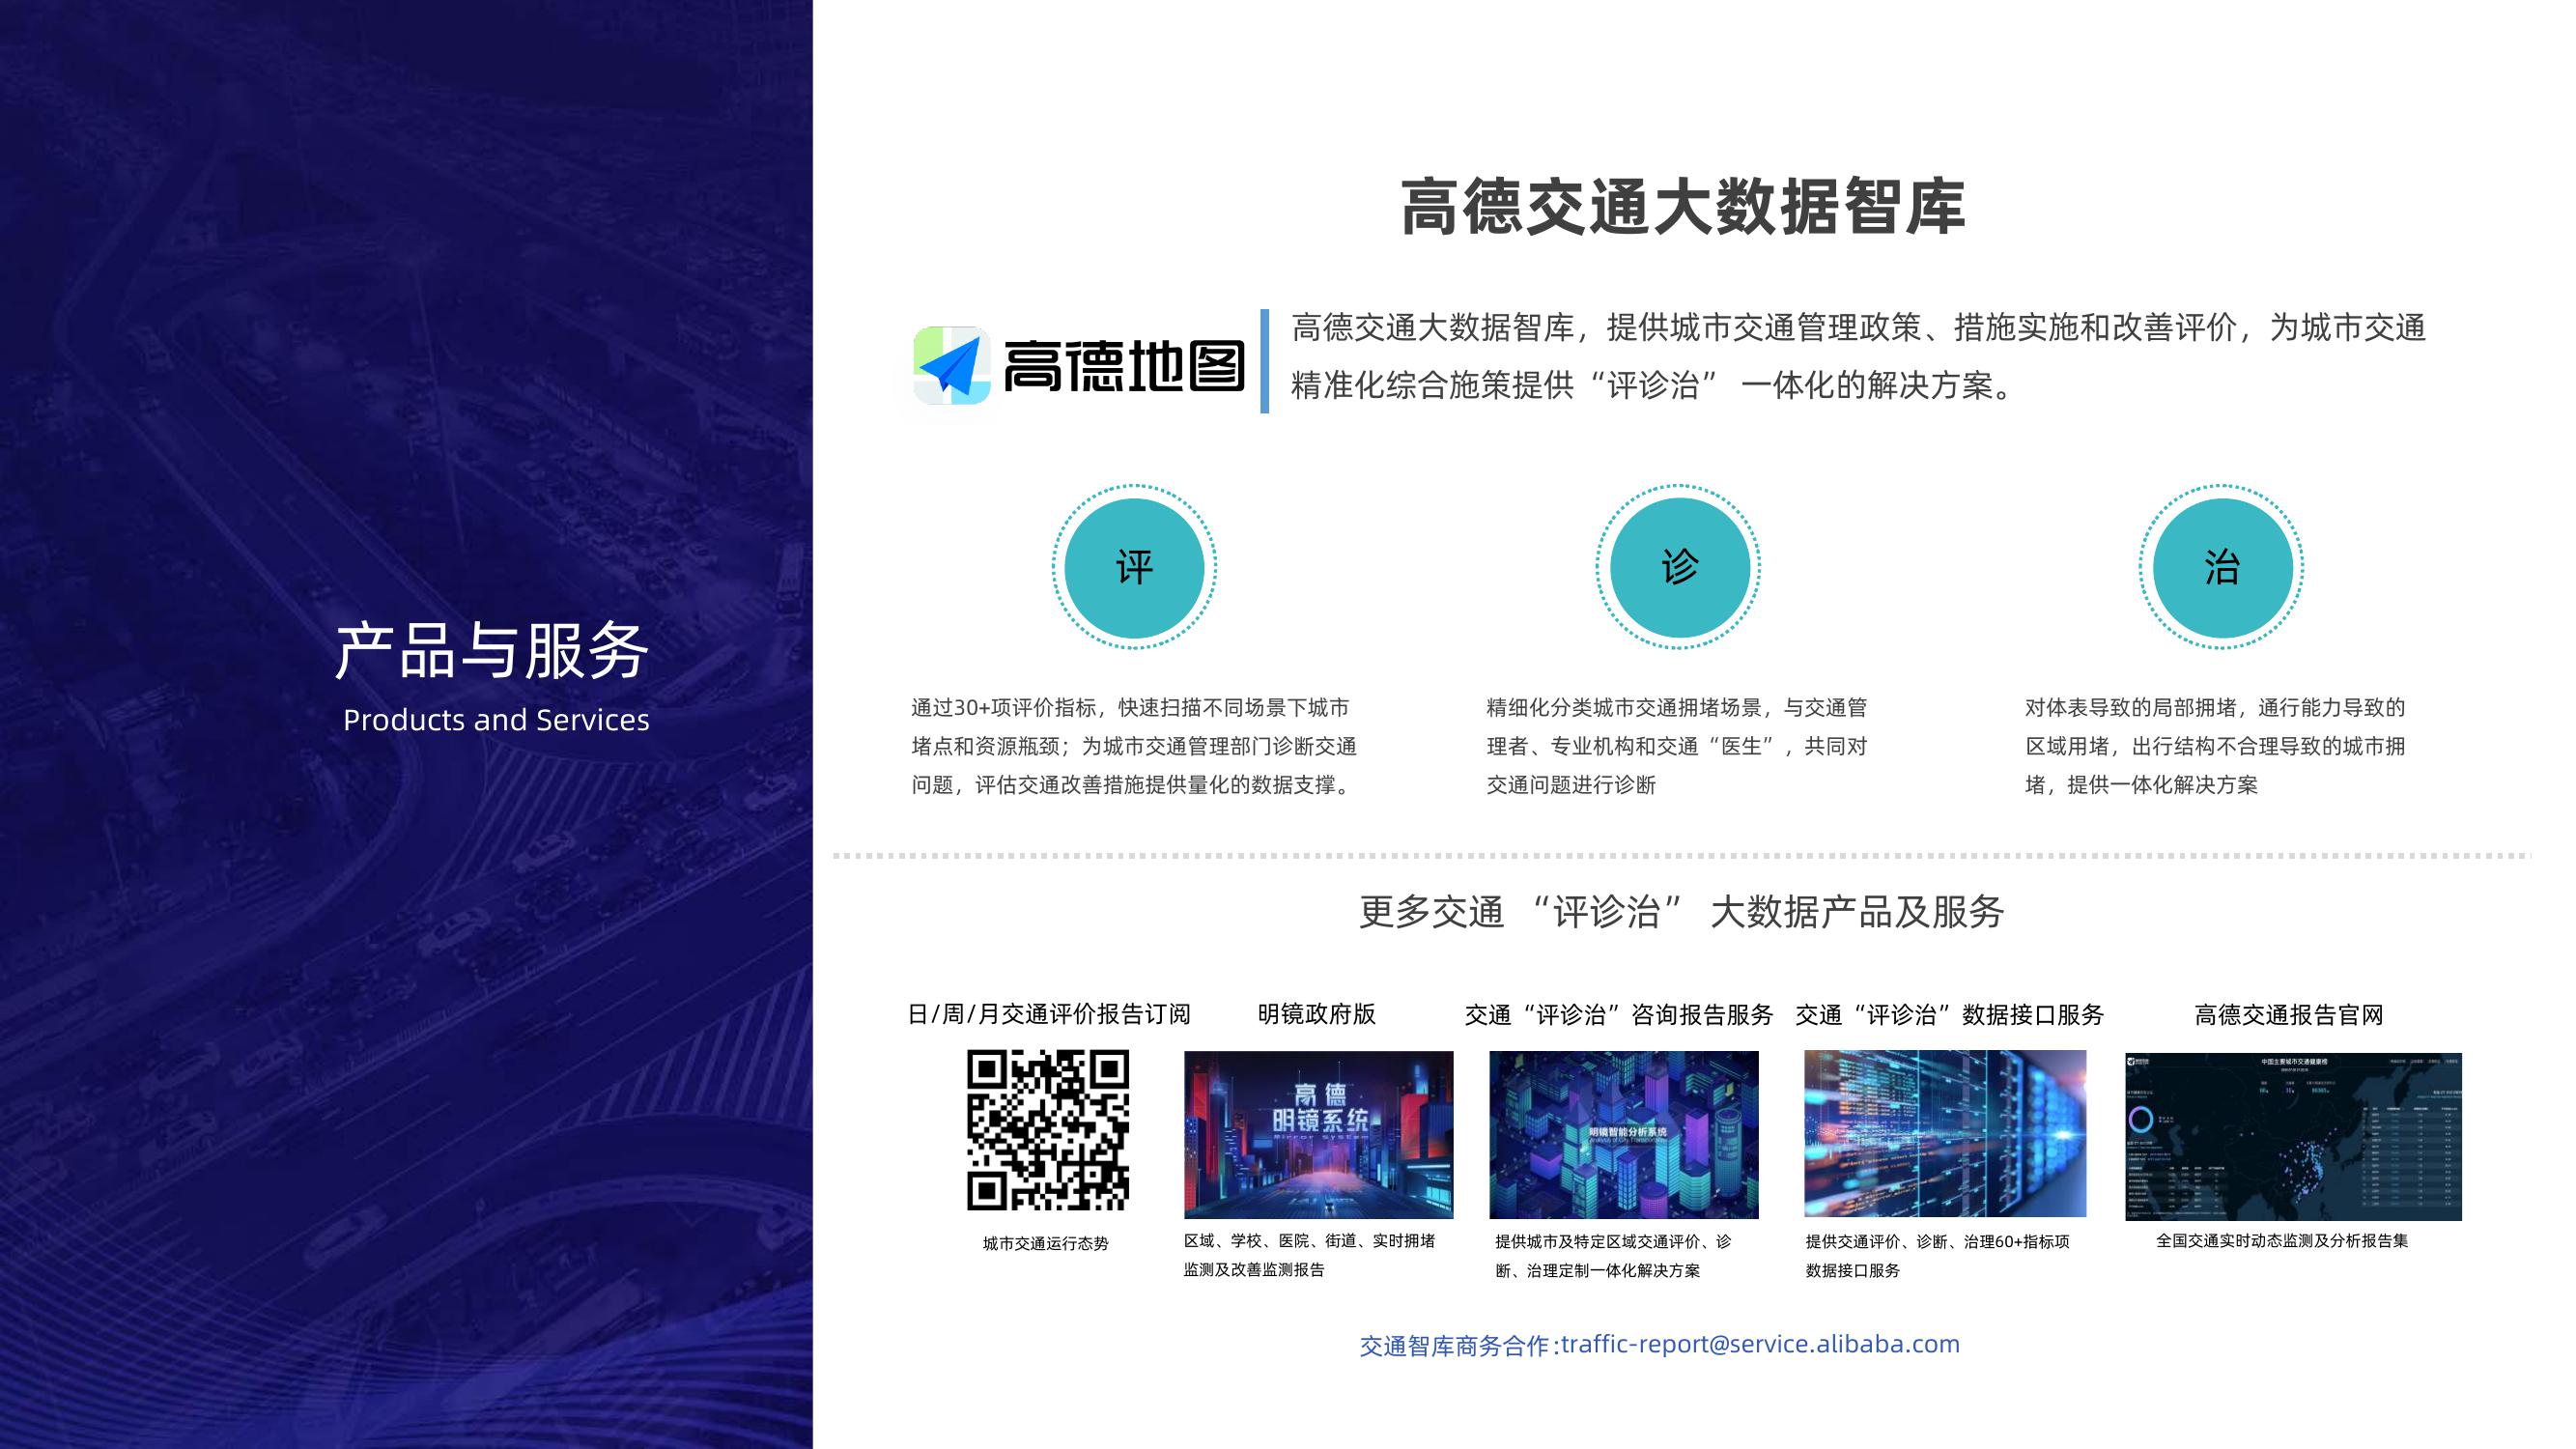 产品与服务
Products and Services
高德交通大数据智库
高德地图
高德交通大数据智库，提供城市交通管理政策、措施实施和改善评价，为城市交通
精准化综合施策提供“评诊治” 一体化的解决方案。
评
诊
治
通过30+项评价指标，快速扫描不同场景下城市
堵点和资源瓶颈；为城市交通管理部门诊断交通
问题，评估交通改善措施提供量化的数据支撑。
精细化分类城市交通拥堵场景，与交通管
理者、专业机构和交通“医生”，共同对
交通问题进行诊断
对体表导致的局部拥堵，通行能力导致的
区域用堵，出行结构不合理导致的城市拥
堵，提供一体化解决方案
更多交通 “评诊治” 大数据产品及服务
日/周/月交通评价报告订阅
城市交通运行态势
明镜政府版
高德
明镜系统
Mirror system
区域、学校、医院、街道、实时拥堵
监测及改善监测报告
交通“评诊治”咨询报告服务
明镜智能分析系统
提供城市及特定区域交通评价、诊
断、治理定制一体化解决方案
交通“评诊治”数据接口服务
提供交通评价、诊断、治理60+指标项
数据接口服务
高德交通报告官网
中国主要城市交通健康榜
全国交通实时动态监测及分析报告集
交通智库商务合作:traffic-report@service.alibaba.com